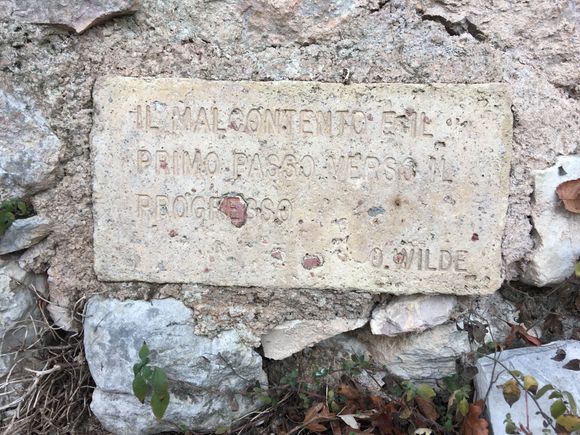 IL MALCONTENTO E' IL
PRIMO PASSO VERSO IL
PROGRESSO
O. WILDE